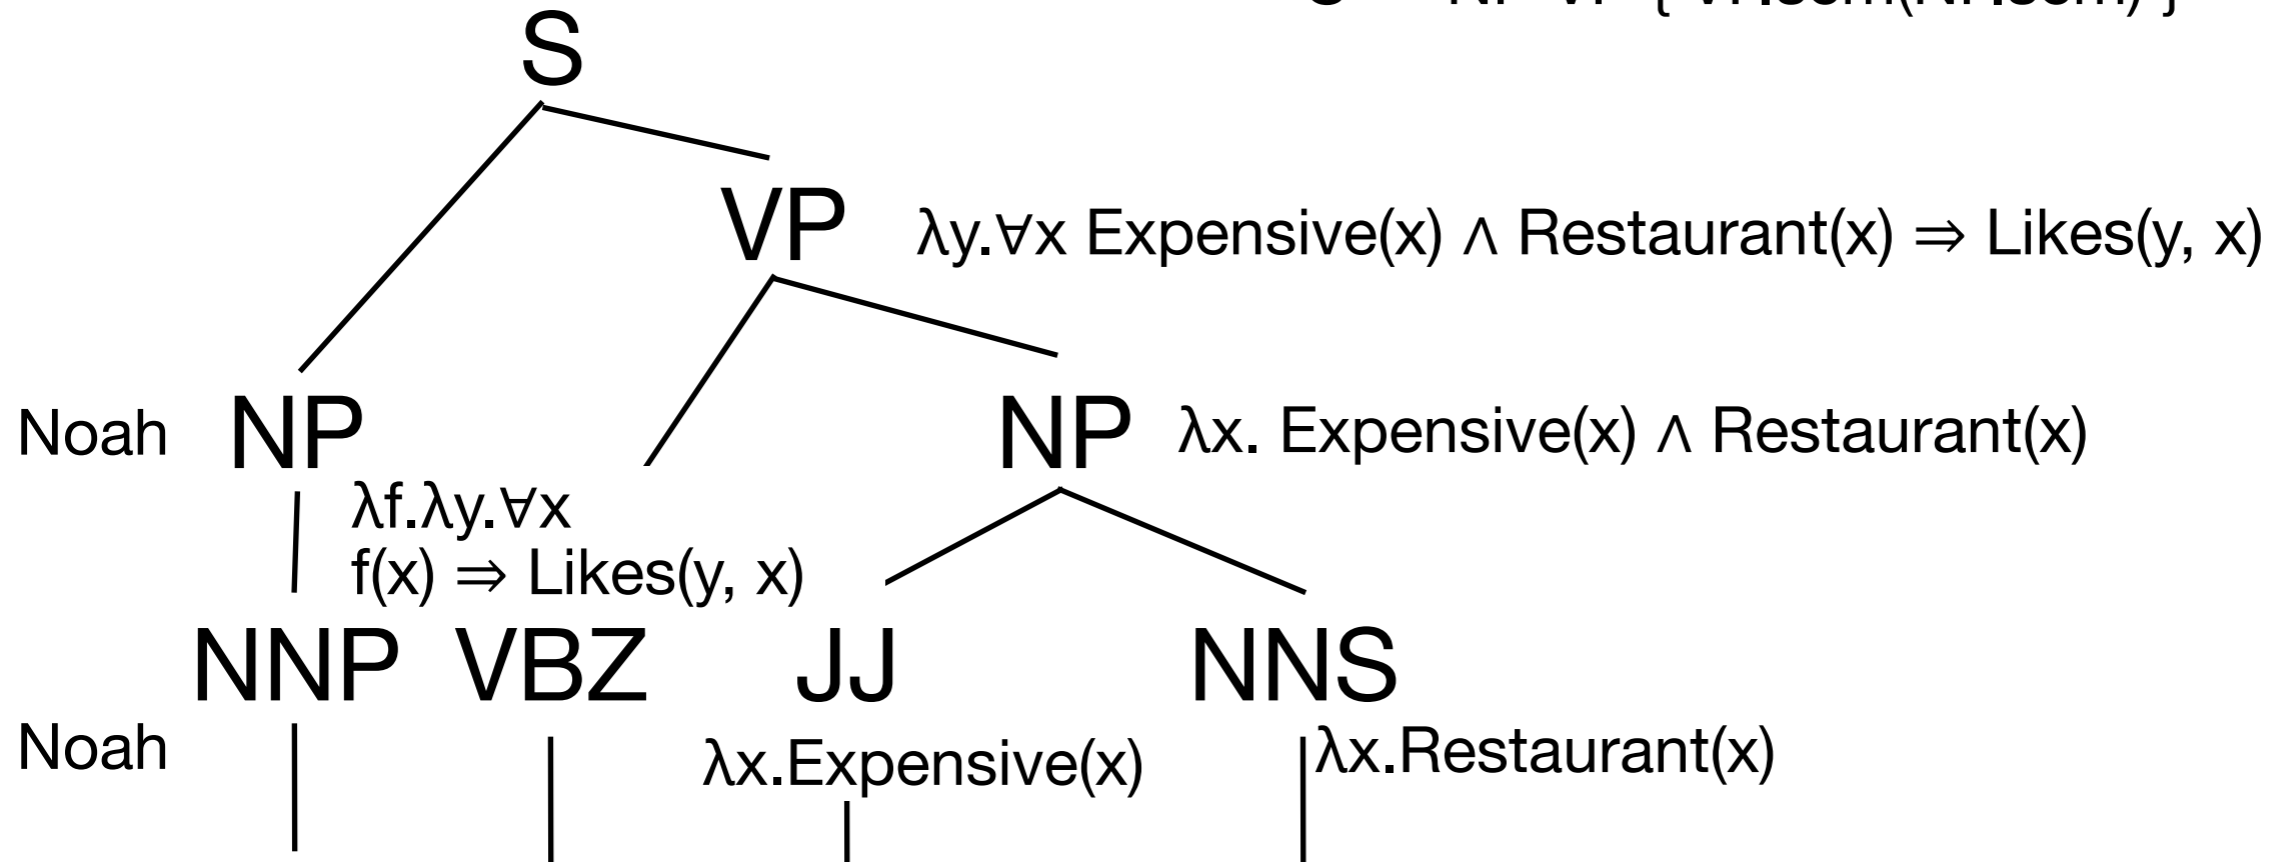 S
VP λy.∀x Expensive(x) ∧ Restaurant(x) ⇒ Likes(y, x)
Noah NP NP λx. Expensive(x) ∧ Restaurant(x)
λf.λy.∀x
f(x) ⇒ Likes(y, x)
NNP VBZ JJ NNS
Noah λx.Expensive(x) λx.Restaurant(x)